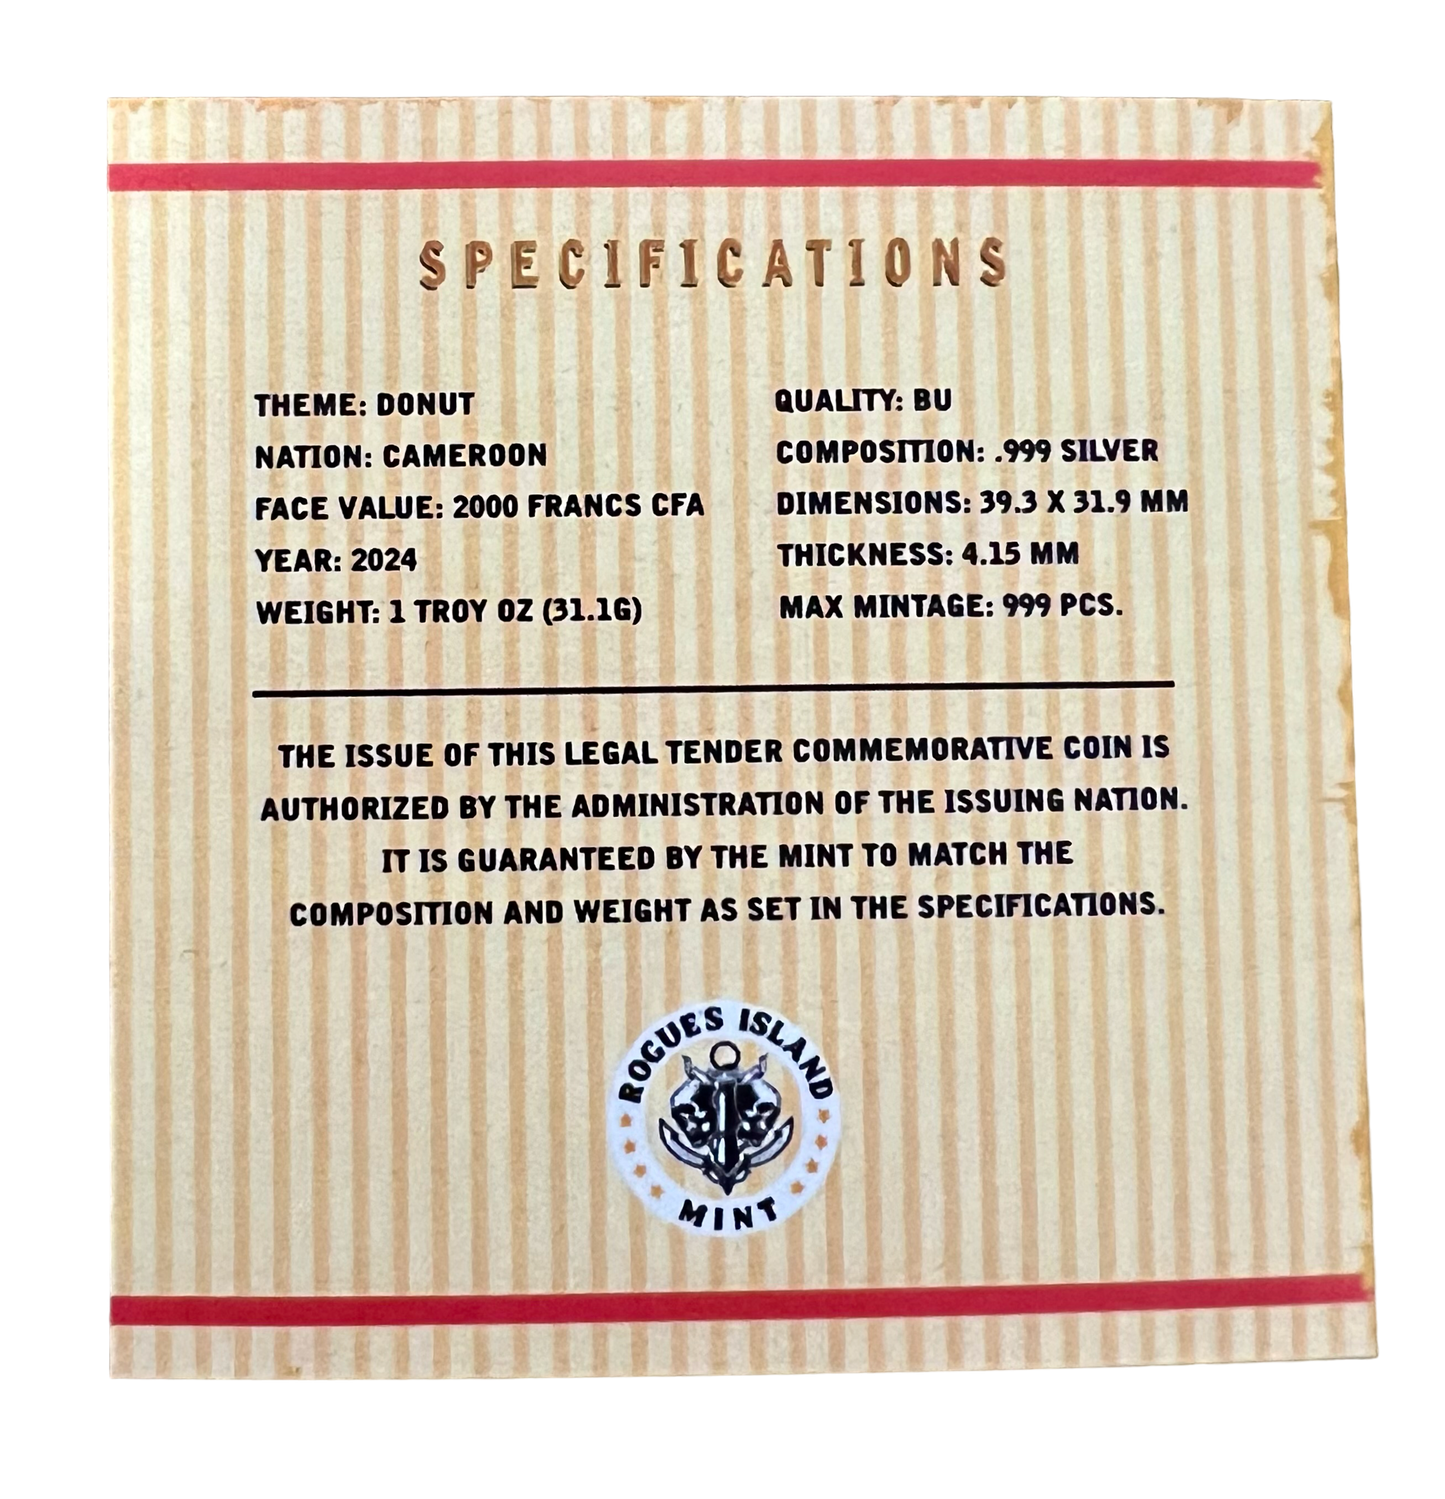 SPECIFICATIONS
THEME: DONUT
NATION: CAMEROON
FACE VALUE: 2000 FRANCS CFA
YEAR: 2024
WEIGHT: 1 TROY OZ (31.1G)
QUALITY: BU
COMPOSITION: .999 SILVER
DIMENSIONS: 39.3 X 31.9 MM
THICKNESS: 4.15 MM
MAX MINTAGE: 999 PCS.
THE ISSUE OF THIS LEGAL TENDER COMMEMORATIVE COIN IS
AUTHORIZED BY THE ADMINISTRATION OF THE ISSUING NATION.
IT IS GUARANTEED BY THE MINT TO MATCH THE
COMPOSITION AND WEIGHT AS SET IN THE SPECIFICATIONS.
ROGUES ISLAND
MINT